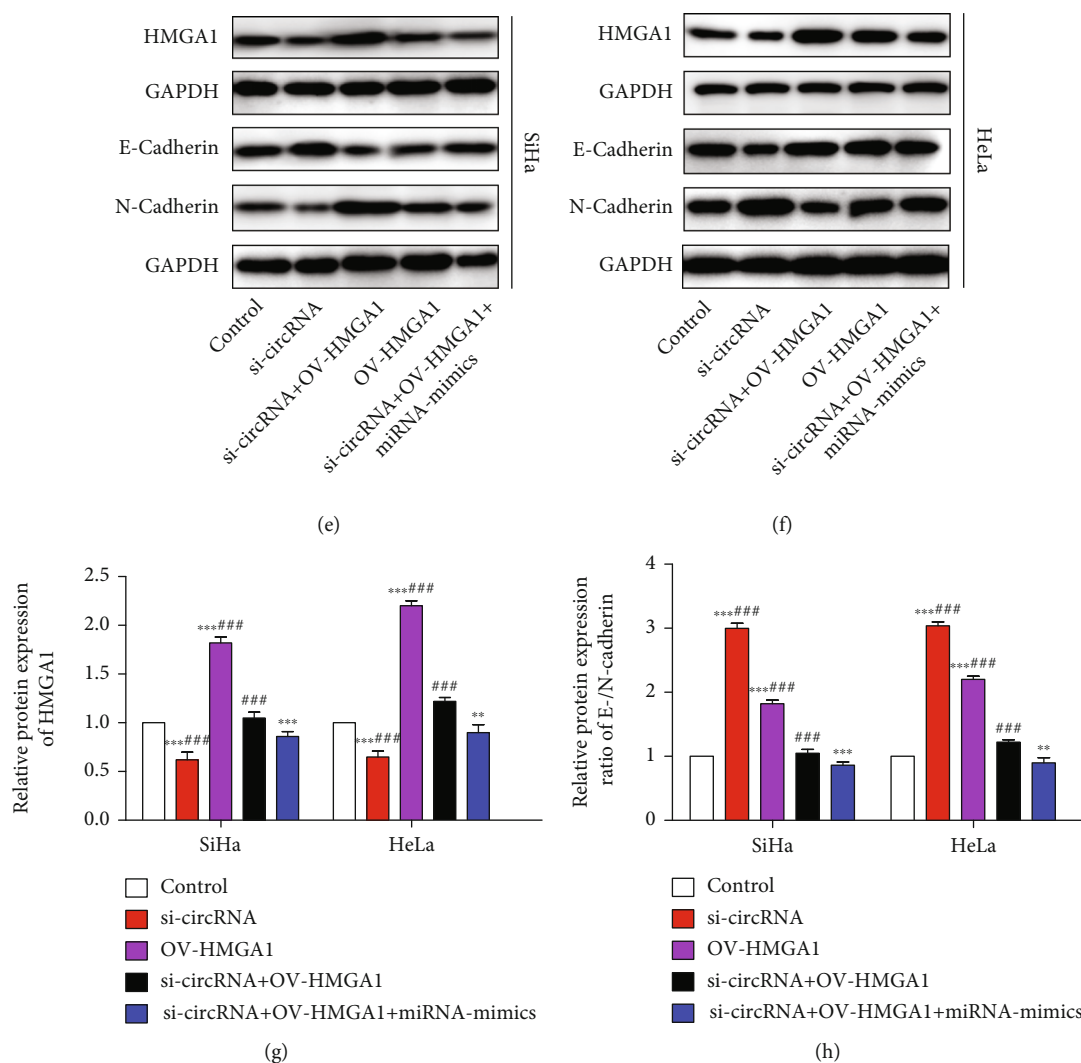 HMGA1
GAPDH
E-Cadherin
N-Cadherin
GAPDH
SiHa
Control
si-circRNA
si-circRNA+OV-HMGA1
OV-HMGA1
si-circRNA+OV-HMGA1+
miRNA-mimics
(e)
HMGA1
GAPDH
E-Cadherin
N-Cadherin
GAPDH
HeLa
Control
si-circRNA
si-circRNA+OV-HMGA1
OV-HMGA1
si-circRNA+OV-HMGA1+
miRNA-mimics
(f)
Relative protein expression
of HMGA1
2.5
2.0
1.5
1.0
0.5
0.0
***###
***###
###
***
***###
***###
###
**
SiHa
HeLa
Control
si-circRNA
OV-HMGA1
si-circRNA+OV-HMGA1
si-circRNA+OV-HMGA1+miRNA-mimics
(g)
Relative protein expression
ratio of E-/N-cadherin
4
3
2
1
0
***###
***###
###
***
***###
***###
###
**
SiHa
HeLa
Control
si-circRNA
OV-HMGA1
si-circRNA+OV-HMGA1
si-circRNA+OV-HMGA1+miRNA-mimics
(h)